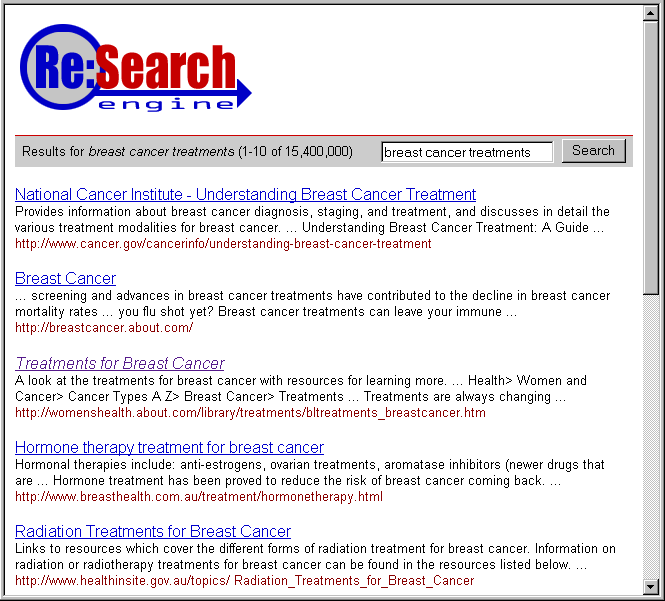 Re:Search
engine
Results for breast cancer treatments (1-10 of 15,400,000) breast cancer treatments Search
National Cancer Institute - Understanding Breast Cancer Treatment
Provides information about breast cancer diagnosis, staging, and treatment, and discusses in detail the
various treatment modalities for breast cancer. ... Understanding Breast Cancer Treatment: A Guide ...
http://www.cancer.gov/cancerinfo/understanding-breast-cancer-treatment
Breast Cancer
... screening and advances in breast cancer treatments have contributed to the decline in breast cancer
mortality rates ... you flu shot yet? Breast cancer treatments can leave your immune ...
http://breastcancer.about.com/
Treatments for Breast Cancer
A look at the treatments for breast cancer with resources for learning more. ... Health> Women and
Cancer> Cancer Types A Z> Breast Cancer> Treatments ... Treatments are always changing ...
http://womenshealth.about.com/library/treatments/bltreatments_breastcancer.htm
Hormone therapy treatment for breast cancer
Hormonal therapies include: anti-estrogens, ovarian treatments, aromatase inhibitors (newer drugs that
are ... Hormone treatment has been proved to reduce the risk of breast cancer coming back. ...
http://www.breasthealth.com.au/treatment/hormonetherapy.html
Radiation Treatments for Breast Cancer
Links to resources which cover the different forms of radiation treatment for breast cancer. Information on
radiation or radiotherapy treatments for breast cancer can be found in the resources listed below. ...
http://www.healthinsite.gov.au/topics/ Radiation_Treatments_for_Breast_Cancer